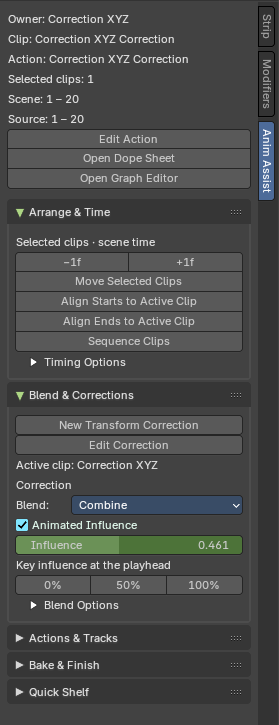 Owner: Correction XYZ
Clip: Correction XYZ Correction
Action: Correction XYZ Correction
Selected clips: 1
Scene: 1 – 20
Source: 1 – 20
Edit Action
Open Dope Sheet
Open Graph Editor
Arrange & Time
Selected clips · scene time
−1f +1f
Move Selected Clips
Align Starts to Active Clip
Align Ends to Active Clip
Sequence Clips
Timing Options
Blend & Corrections
New Transform Correction
Edit Correction
Active clip: Correction XYZ
Correction
Blend: Combine
Animated Influence
Influence 0.461
Key influence at the playhead
0% 50% 100%
Blend Options
Actions & Tracks
Bake & Finish
Quick Shelf
Strip
Modifiers
Anim Assist